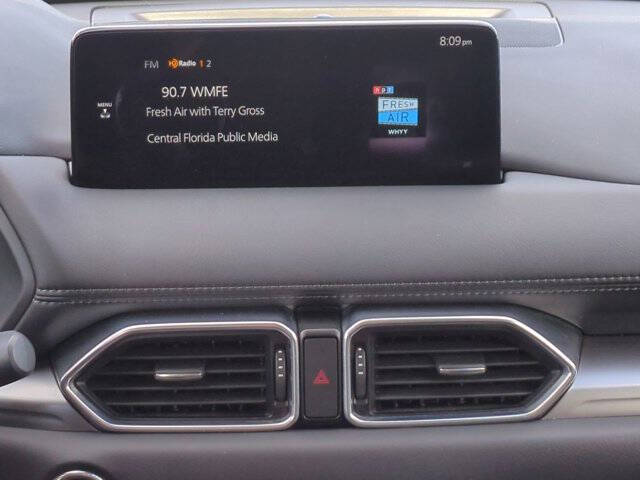 8:09 pm
FM HD Radio 1 2
90.7 WMFE
MENU
Fresh Air with Terry Gross
Central Florida Public Media
npr
FRESH
AIR
WHYY